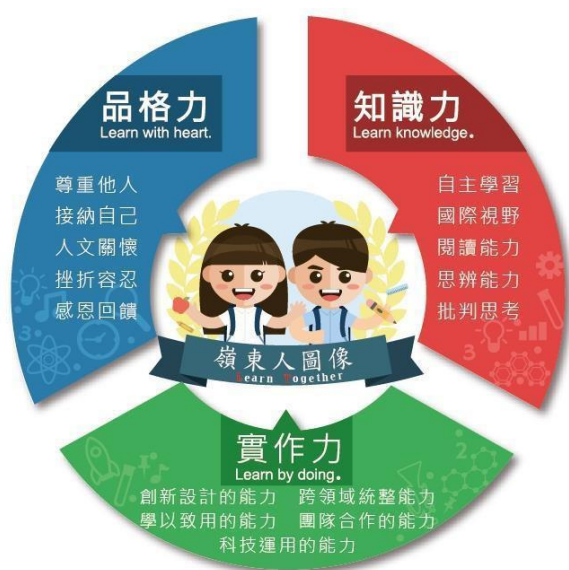 品格力
Learn with heart.
尊重他人
接納自己
人文關懷
挫折容忍
感恩回饋
知識力
Learn knowledge.
自主學習
國際視野
閱讀能力
思辨能力
批判思考
嶺東人圖像
Learn Together
實作力
Learn by doing.
創新設計的能力 跨領域統整能力
學以致用的能力 團隊合作的能力
科技運用的能力